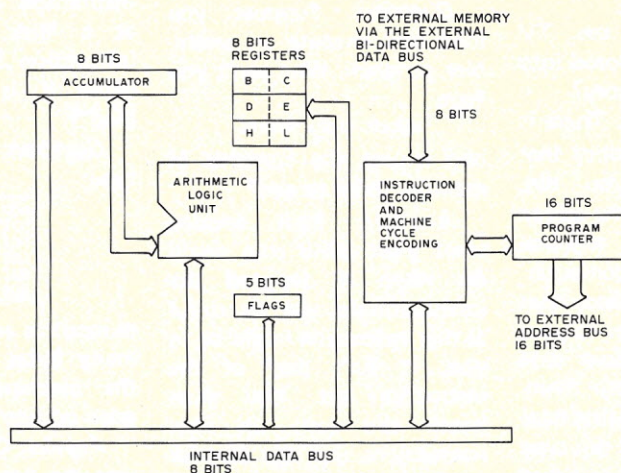 8 BITS
ACCUMULATOR
8 BITS
REGISTERS
B C
D E
H L
TO EXTERNAL MEMORY
VIA THE EXTERNAL
BI-DIRECTIONAL
DATA BUS
8 BITS
ARITHMETIC
LOGIC
UNIT
INSTRUCTION
DECODER
AND
MACHINE
CYCLE
ENCODING
16 BITS
PROGRAM
COUNTER
5 BITS
FLAGS
TO EXTERNAL
ADDRESS BUS
16 BITS
INTERNAL DATA BUS
8 BITS